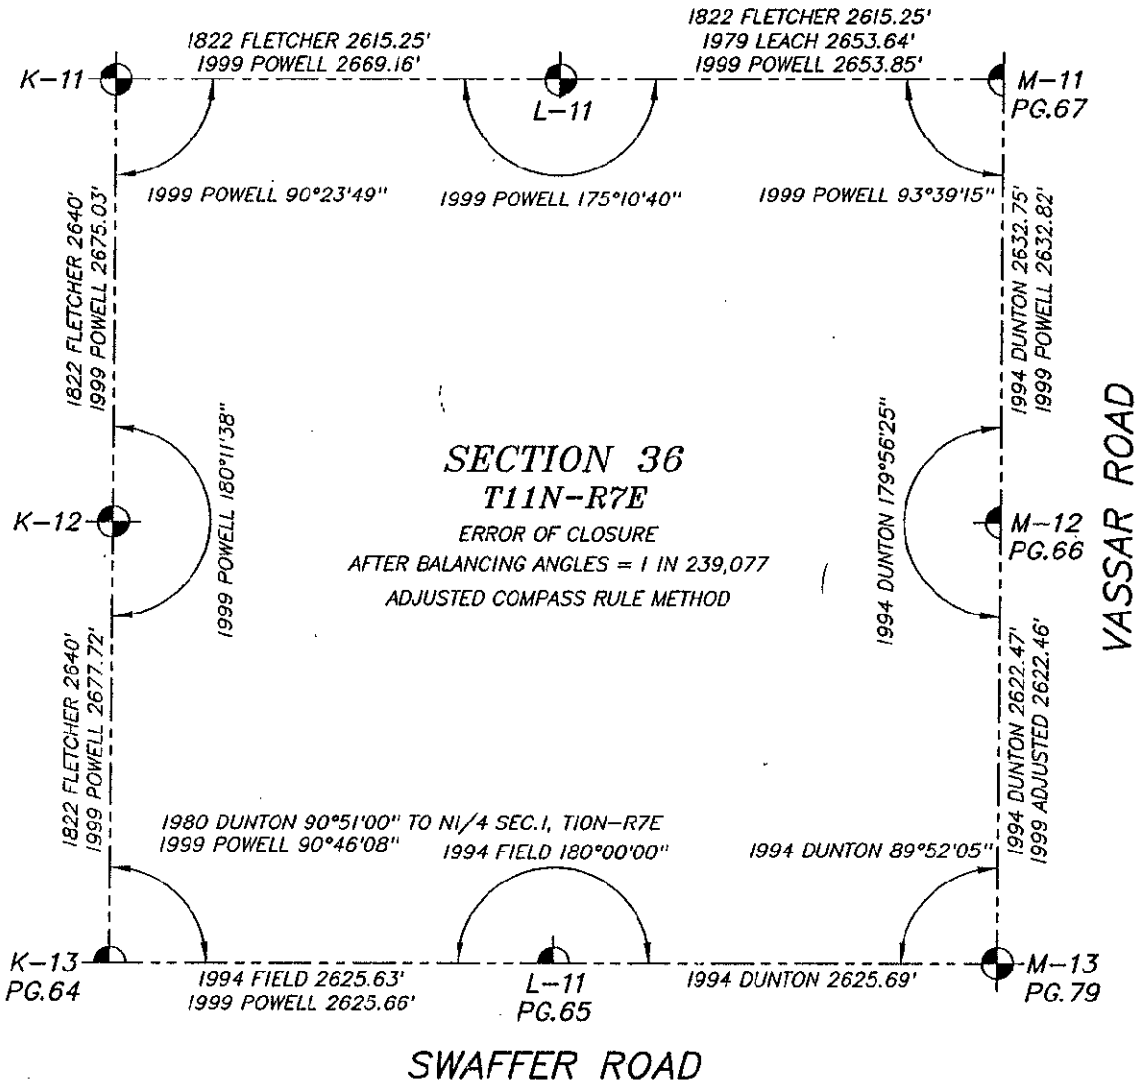 1822 FLETCHER 2615.25'
1999 POWELL 2669.16'
1822 FLETCHER 2615.25'
1979 LEACH 2653.64'
1999 POWELL 2653.85'
K-11
L-11
M-11
PG.67
1999 POWELL 90°23'49"
1999 POWELL 175°10'40"
1999 POWELL 93°39'15"
1822 FLETCHER 2640'
1999 POWELL 2675.03'
1994 DUNTON 2632.75'
1999 POWELL 2632.82'
K-12
1999 POWELL 180°11'38"
SECTION 36
T11N-R7E
ERROR OF CLOSURE
AFTER BALANCING ANGLES = 1 IN 239,077
ADJUSTED COMPASS RULE METHOD
1994 DUNTON 179°56'25"
M-12
PG.66
VASSAR ROAD
1822 FLETCHER 2640'
1999 POWELL 2677.72'
1994 DUNTON 2622.47'
1999 ADJUSTED 2622.46'
1980 DUNTON 90°51'00" TO N1/4 SEC.1, T10N-R7E
1999 POWELL 90°46'08"
1994 FIELD 180°00'00"
1994 DUNTON 89°52'05"
K-13
PG.64
1994 FIELD 2625.63'
1999 POWELL 2625.66'
L-11
PG.65
1994 DUNTON 2625.69'
M-13
PG.79
SWAFFER ROAD